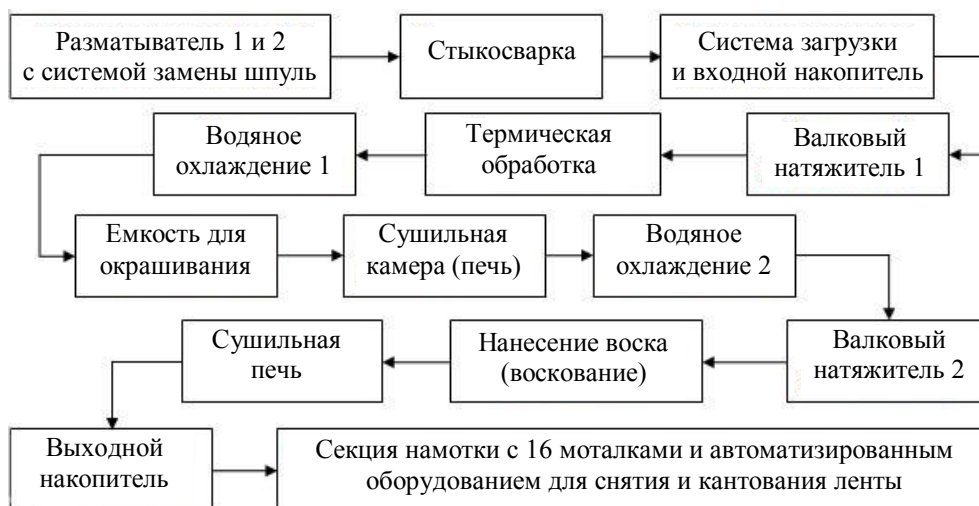 Разматыватель 1 и 2
с системой замены шпуль
Стыкосварка
Система загрузки
и входной накопитель
Водяное
охлаждение 1
Термическая
обработка
Валковый
натяжитель 1
Емкость для
окрашивания
Сушильная
камера (печь)
Водяное
охлаждение 2
Сушильная
печь
Нанесение воска
(воскование)
Валковый
натяжитель 2
Выходной
накопитель
Секция намотки с 16 моталками и автоматизированным
оборудованием для снятия и кантования ленты